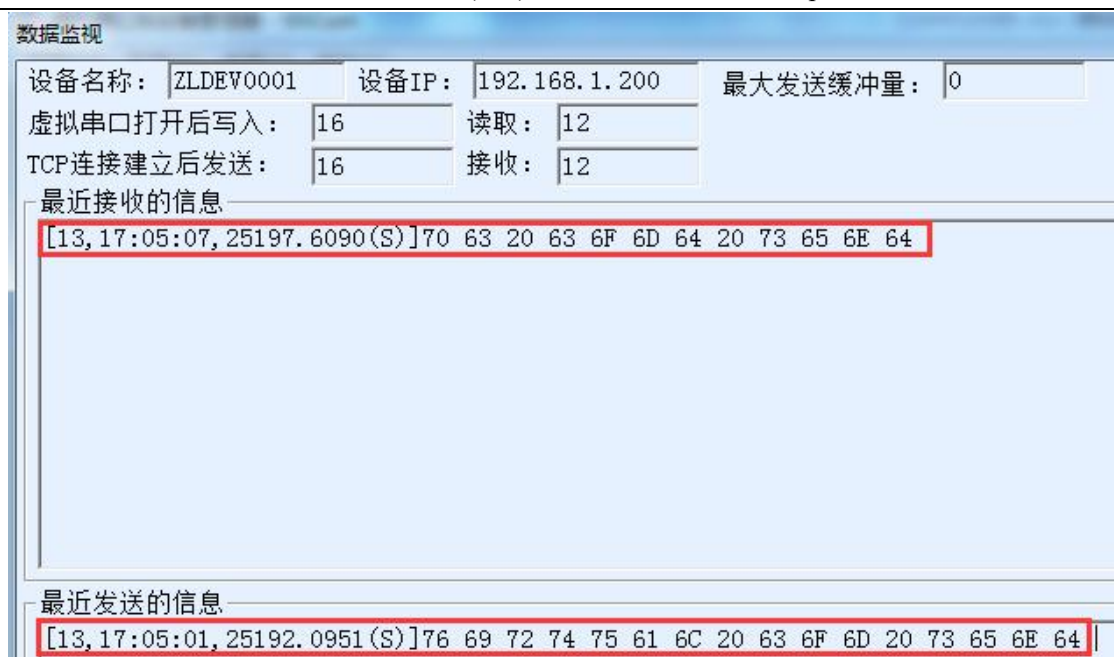 数据监视
设备名称： ZLDEV0001 设备IP： 192.168.1.200 最大发送缓冲量： 0
虚拟串口打开后写入： 16 读取： 12
TCP连接建立后发送： 16 接收： 12
最近接收的信息
[13,17:05:07,25197.6090(S)]70 63 20 63 6F 6D 64 20 73 65 6E 64
最近发送的信息
[13,17:05:01,25192.0951(S)]76 69 72 74 75 61 6C 20 63 6F 6D 20 73 65 6E 64